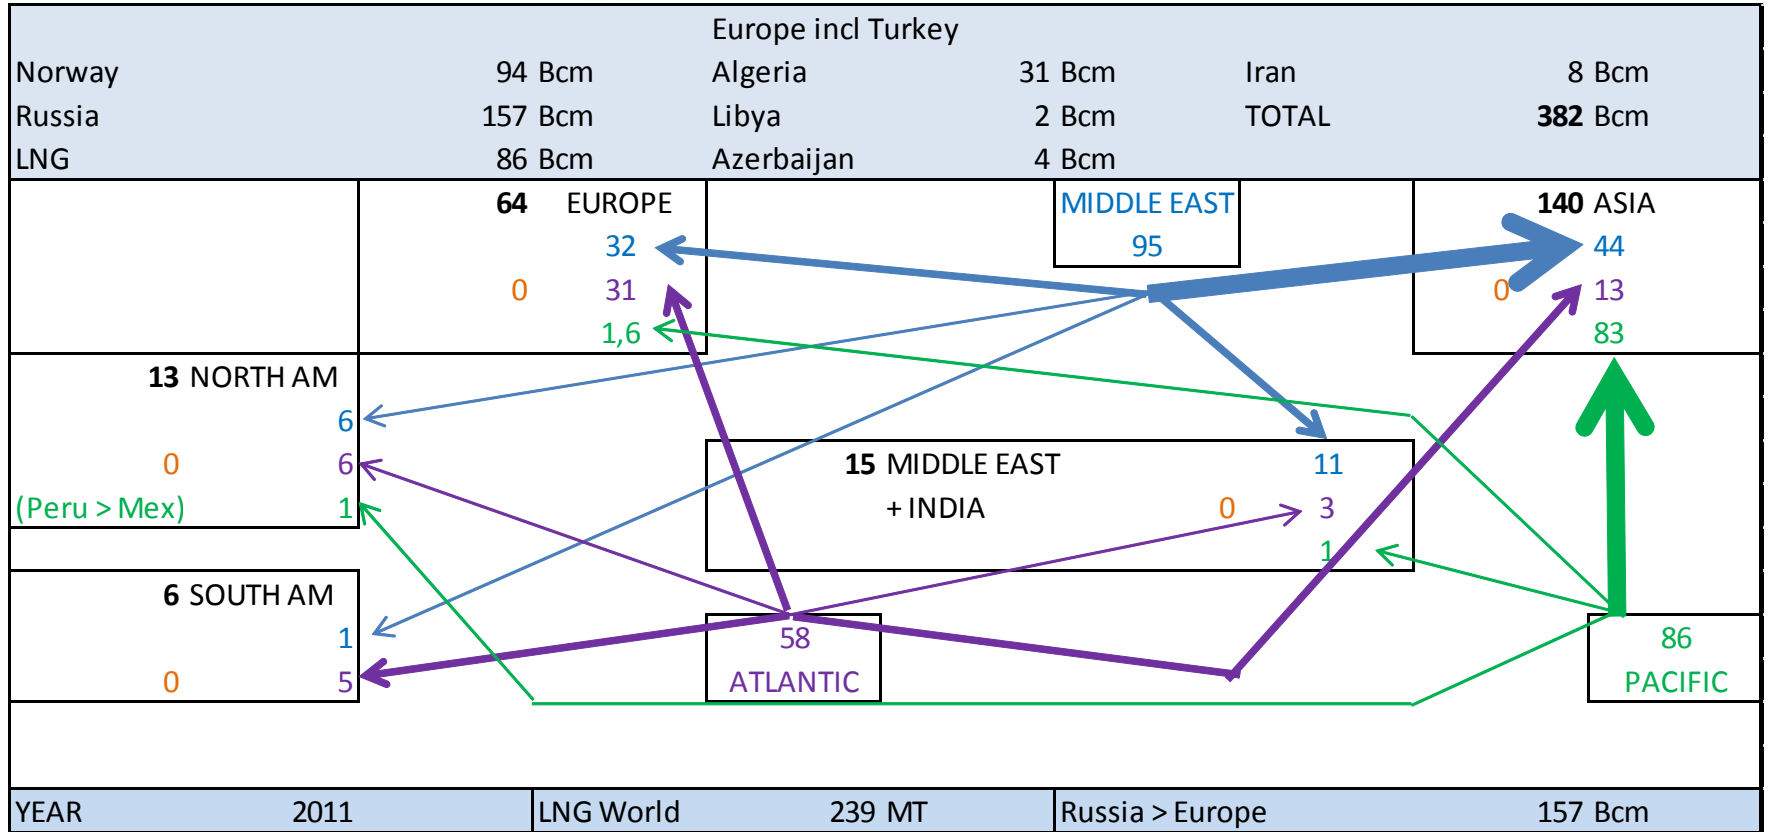 Europe incl Turkey
Norway 94 Bcm Algeria 31 Bcm Iran 8 Bcm
Russia 157 Bcm Libya 2 Bcm TOTAL 382 Bcm
LNG 86 Bcm Azerbaijan 4 Bcm
64 EUROPE MIDDLE EAST 140 ASIA
32 95 44
0 31 0 13
1,6 83
13 NORTH AM
6
15 MIDDLE EAST 11
0 6
+ INDIA 0 3
(Peru > Mex) 1
1
6 SOUTH AM
1 58 86
0 5 ATLANTIC PACIFIC
YEAR 2011 LNG World 239 MT Russia > Europe 157 Bcm